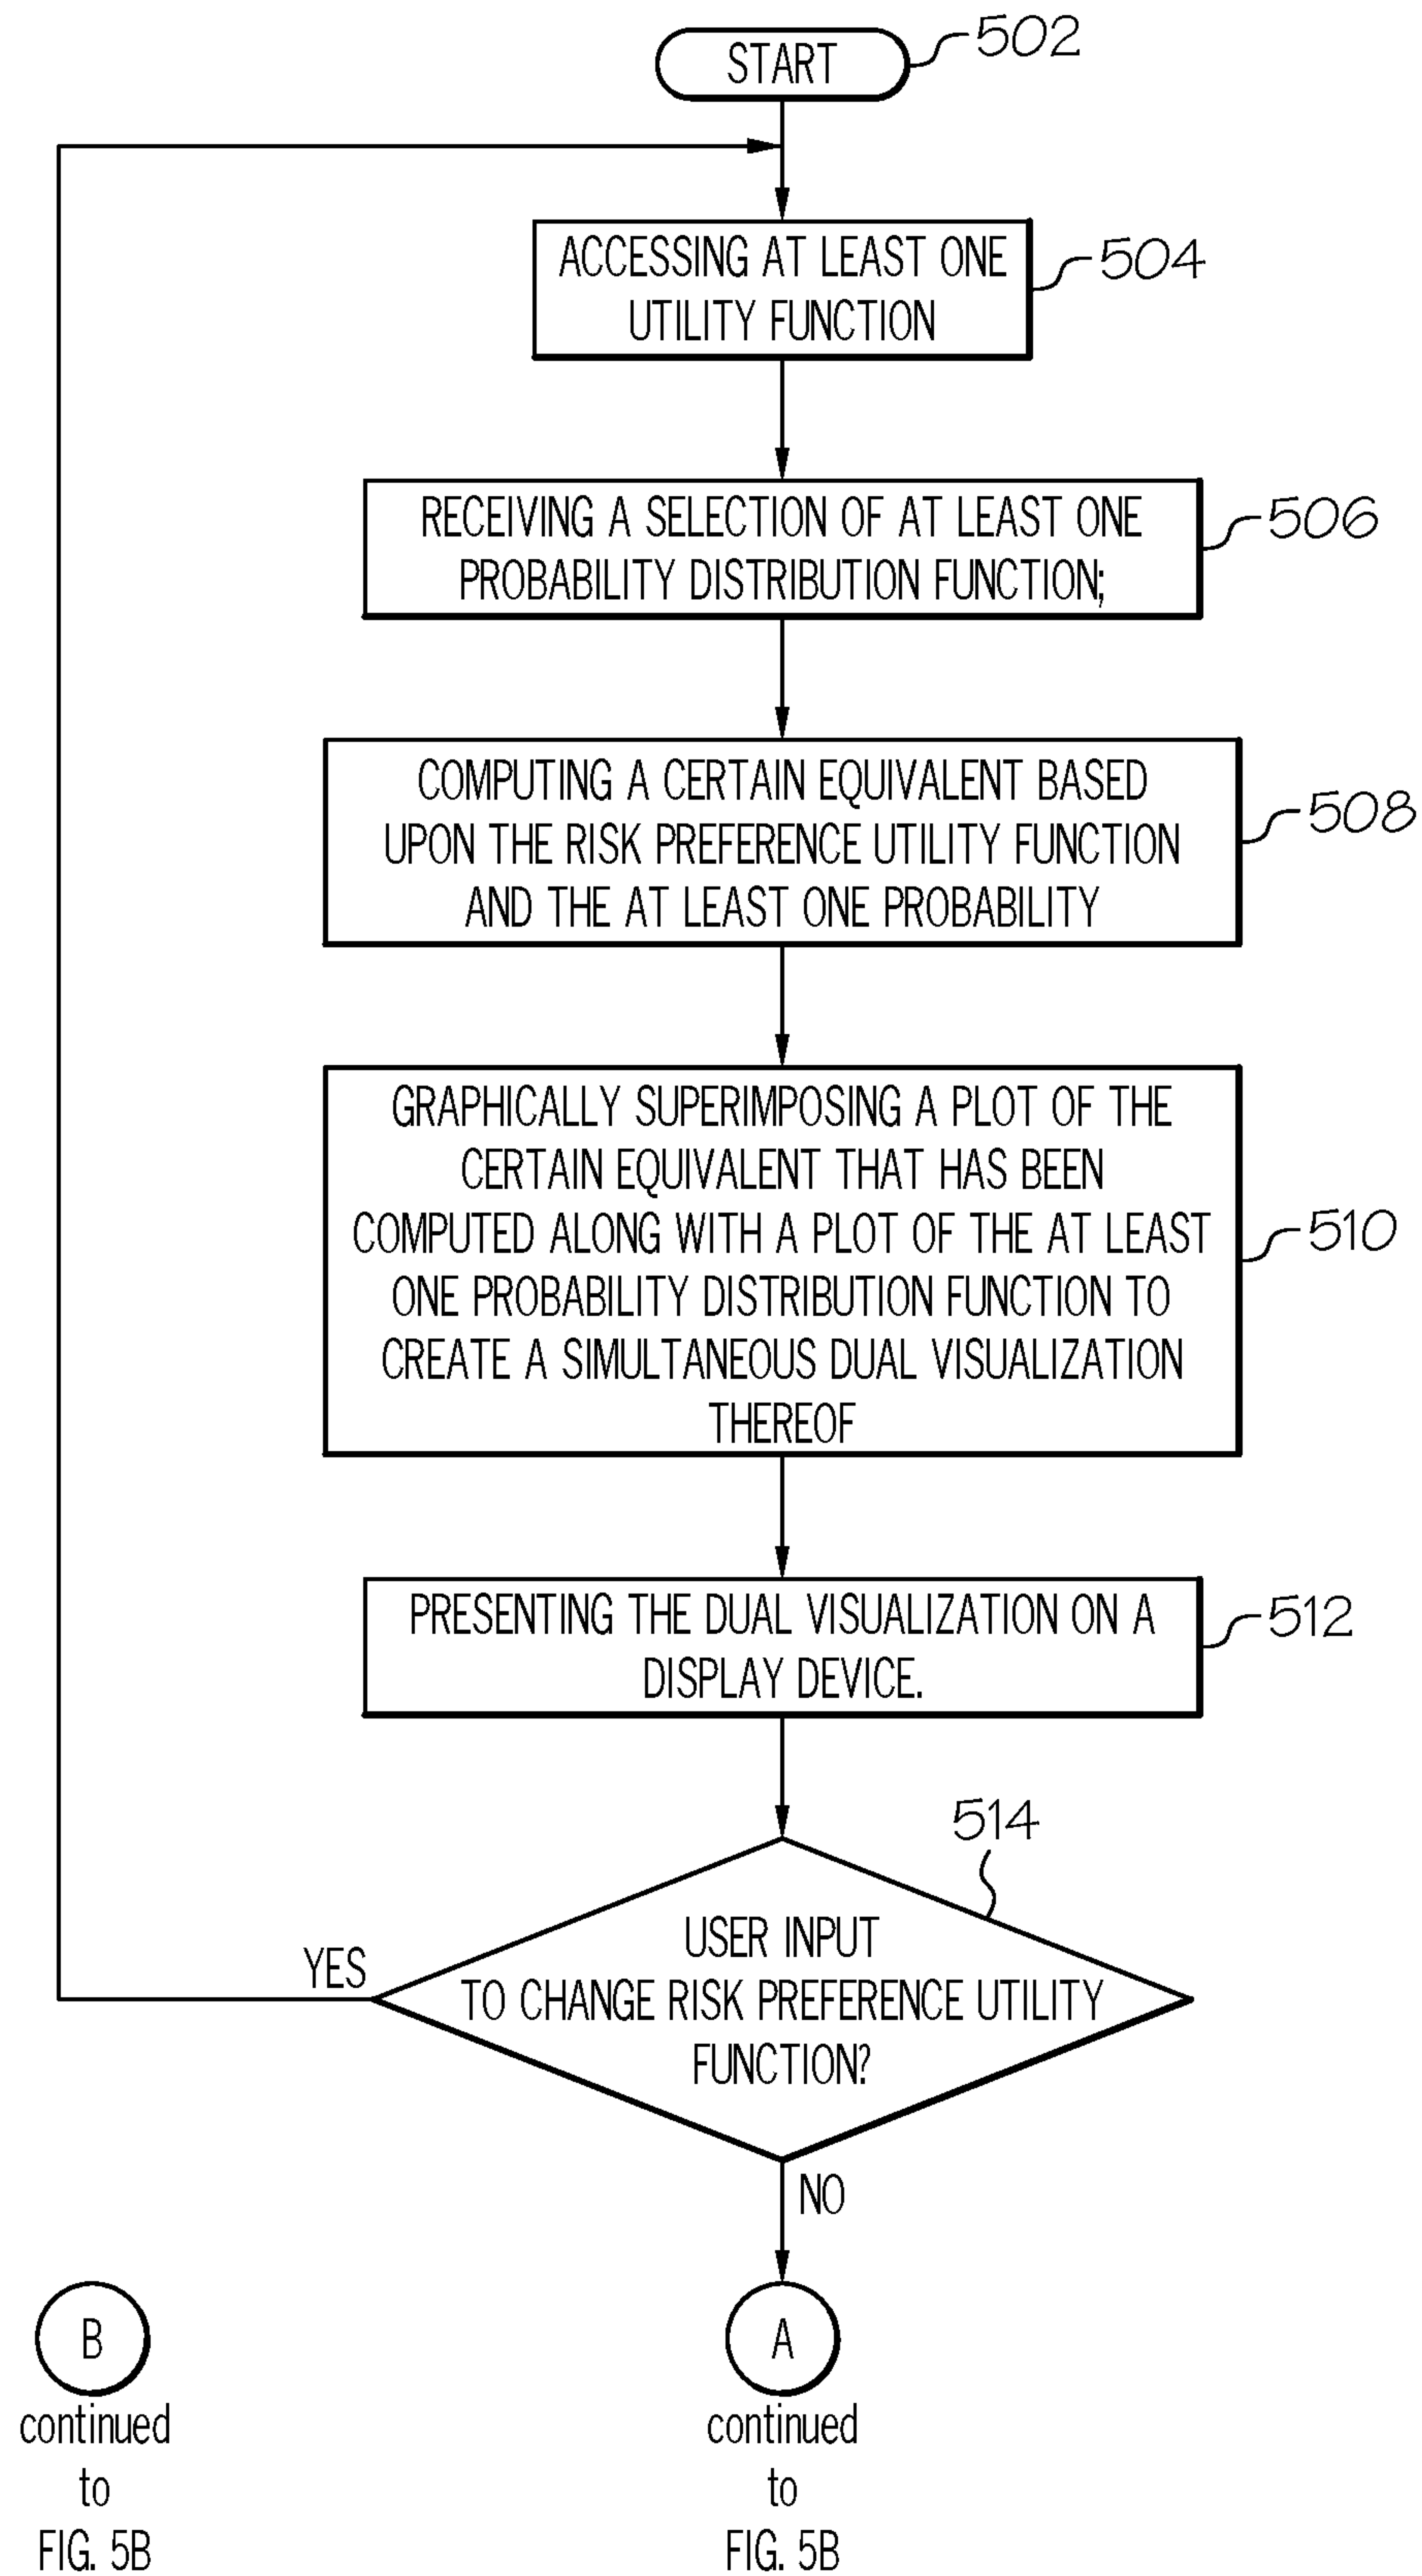 START
502
ACCESSING AT LEAST ONE
UTILITY FUNCTION
504
RECEIVING A SELECTION OF AT LEAST ONE
PROBABILITY DISTRIBUTION FUNCTION;
506
COMPUTING A CERTAIN EQUIVALENT BASED
UPON THE RISK PREFERENCE UTILITY FUNCTION
AND THE AT LEAST ONE PROBABILITY
508
GRAPHICALLY SUPERIMPOSING A PLOT OF THE
CERTAIN EQUIVALENT THAT HAS BEEN
COMPUTED ALONG WITH A PLOT OF THE AT LEAST
ONE PROBABILITY DISTRIBUTION FUNCTION TO
CREATE A SIMULTANEOUS DUAL VISUALIZATION
THEREOF
510
PRESENTING THE DUAL VISUALIZATION ON A
DISPLAY DEVICE.
512
514
USER INPUT
TO CHANGE RISK PREFERENCE UTILITY
FUNCTION?
YES
NO
B
continued
to
FIG. 5B
A
continued
to
FIG. 5B